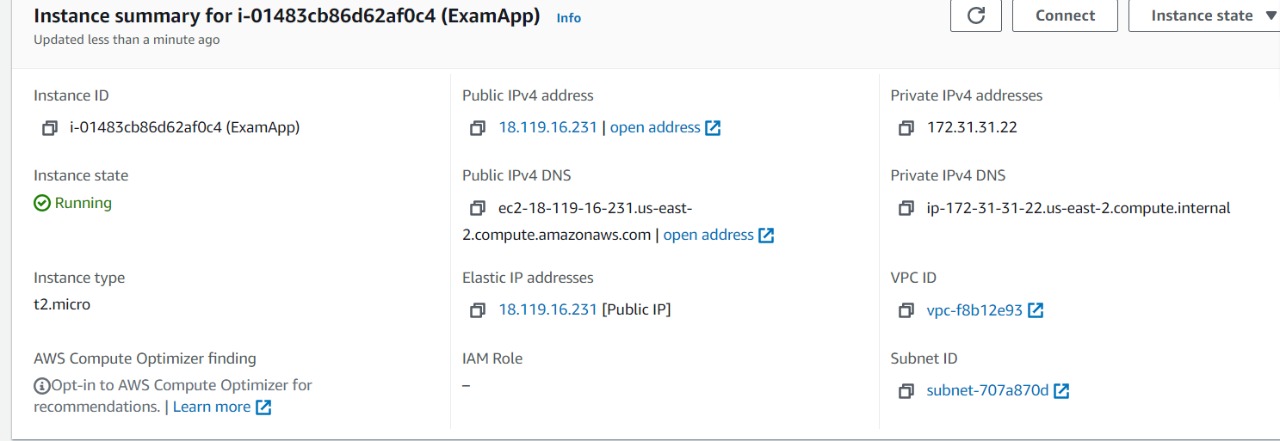 Instance summary for i-01483cb86d62af0c4 (ExamApp) Info
Updated less than a minute ago
Connect
Instance state
Instance ID
i-01483cb86d62af0c4 (ExamApp)
Public IPv4 address
18.119.16.231 | open address
Private IPv4 addresses
172.31.31.22
Instance state
Running
Public IPv4 DNS
ec2-18-119-16-231.us-east-
2.compute.amazonaws.com | open address
Private IPv4 DNS
ip-172-31-31-22.us-east-2.compute.internal
Instance type
t2.micro
Elastic IP addresses
18.119.16.231 [Public IP]
VPC ID
vpc-f8b12e93
AWS Compute Optimizer finding
Opt-in to AWS Compute Optimizer for
recommendations. | Learn more
IAM Role
–
Subnet ID
subnet-707a870d